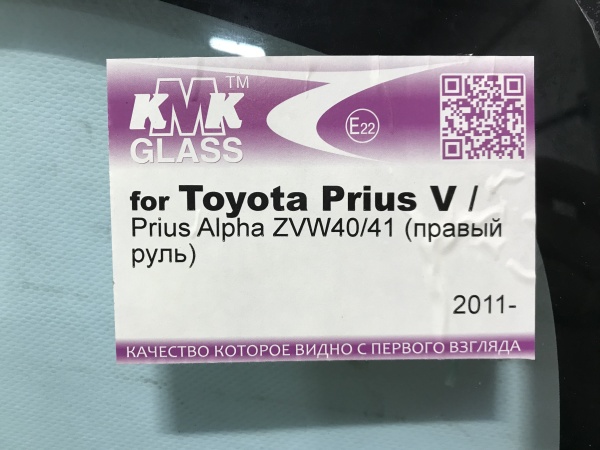 KMK™
GLASS
E22
for Toyota Prius V /
Prius Alpha ZVW40/41 (правый
руль)
2011-
КАЧЕСТВО КОТОРОЕ ВИДНО С ПЕРВОГО ВЗГЛЯДА